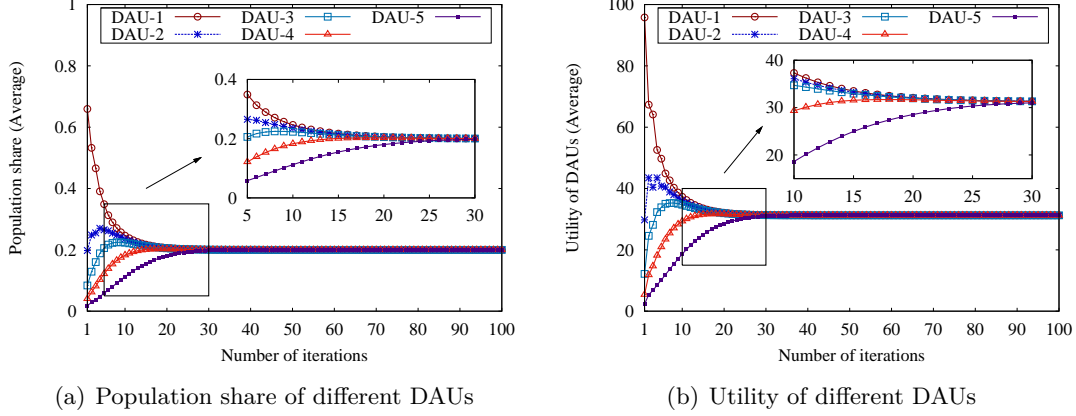 DAU-1 DAU-3 DAU-5
DAU-2 DAU-4
Population share (Average)
1
0.8
0.6
0.4
0.2
0
0.4
0.2
0
5 10 15 20 25 30
1 10 20 30 40 50 60 70 80 90 100
Number of iterations
(a) Population share of different DAUs
DAU-1 DAU-3 DAU-5
DAU-2 DAU-4
Utility of DAUs (Average)
100
80
60
40
20
0
40
30
20
10 15 20 25 30
1 10 20 30 40 50 60 70 80 90 100
Number of iterations
(b) Utility of different DAUs